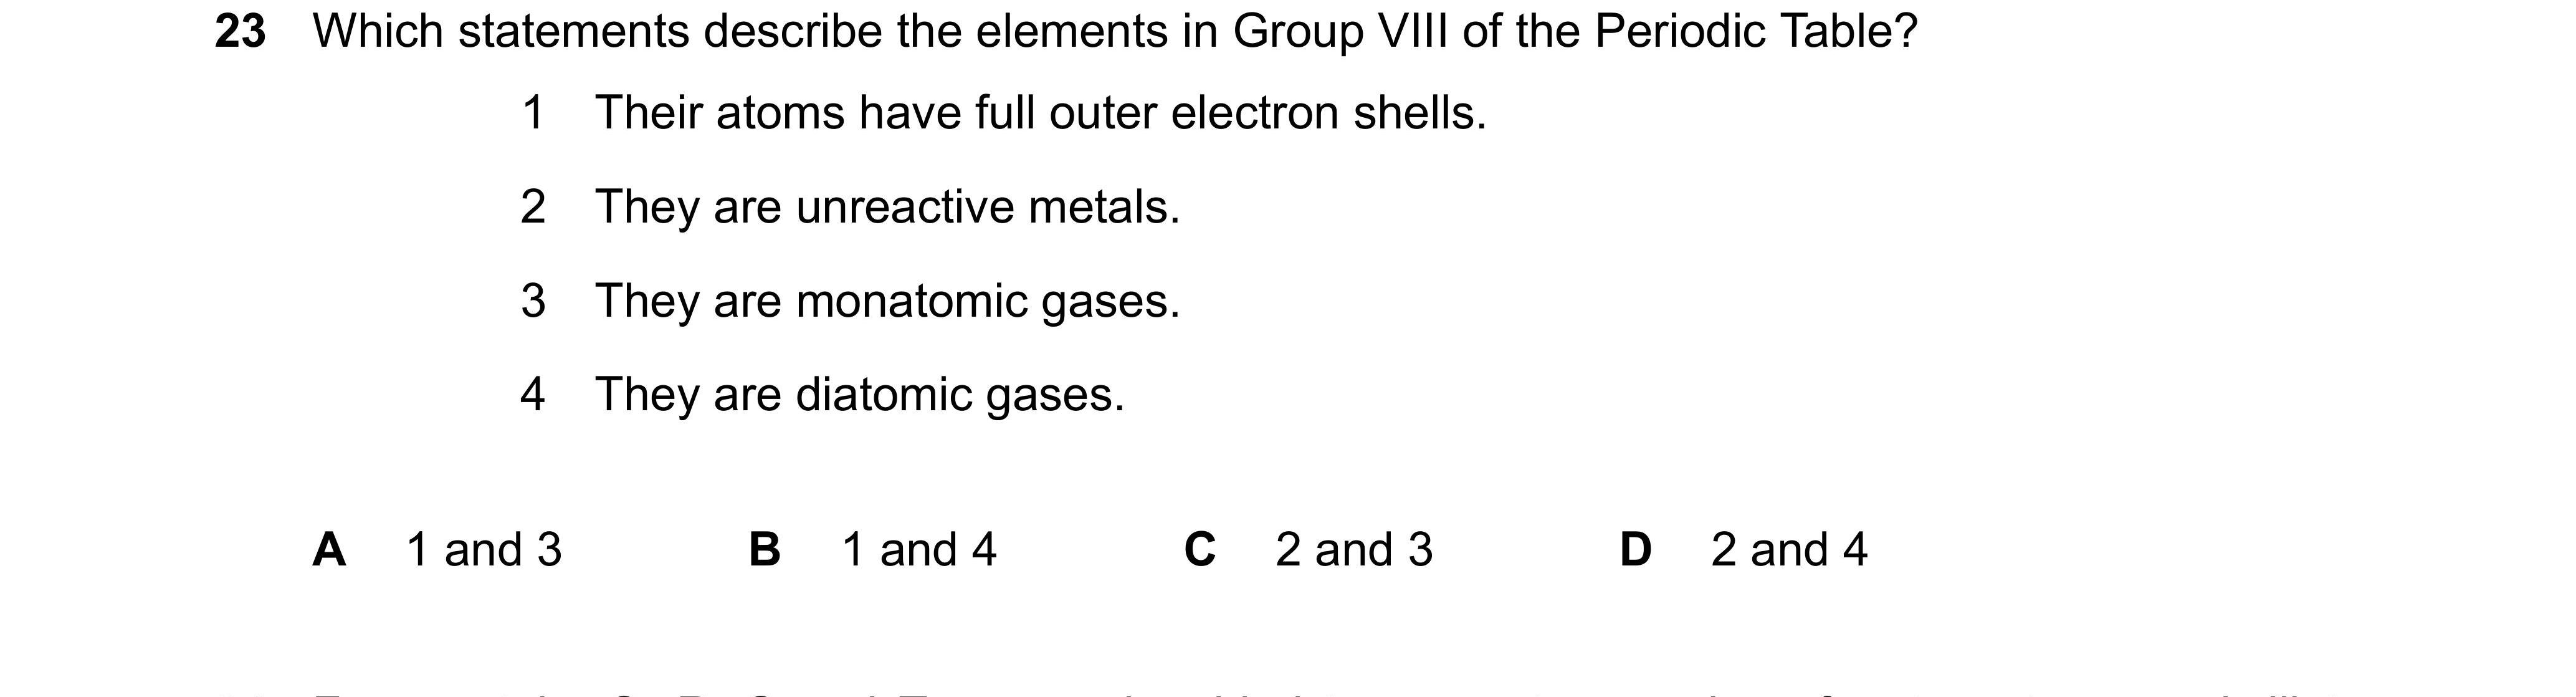 23 Which statements describe the elements in Group VIII of the Periodic Table?
1 Their atoms have full outer electron shells.
2 They are unreactive metals.
3 They are monatomic gases.
4 They are diatomic gases.
A 1 and 3 B 1 and 4 C 2 and 3 D 2 and 4